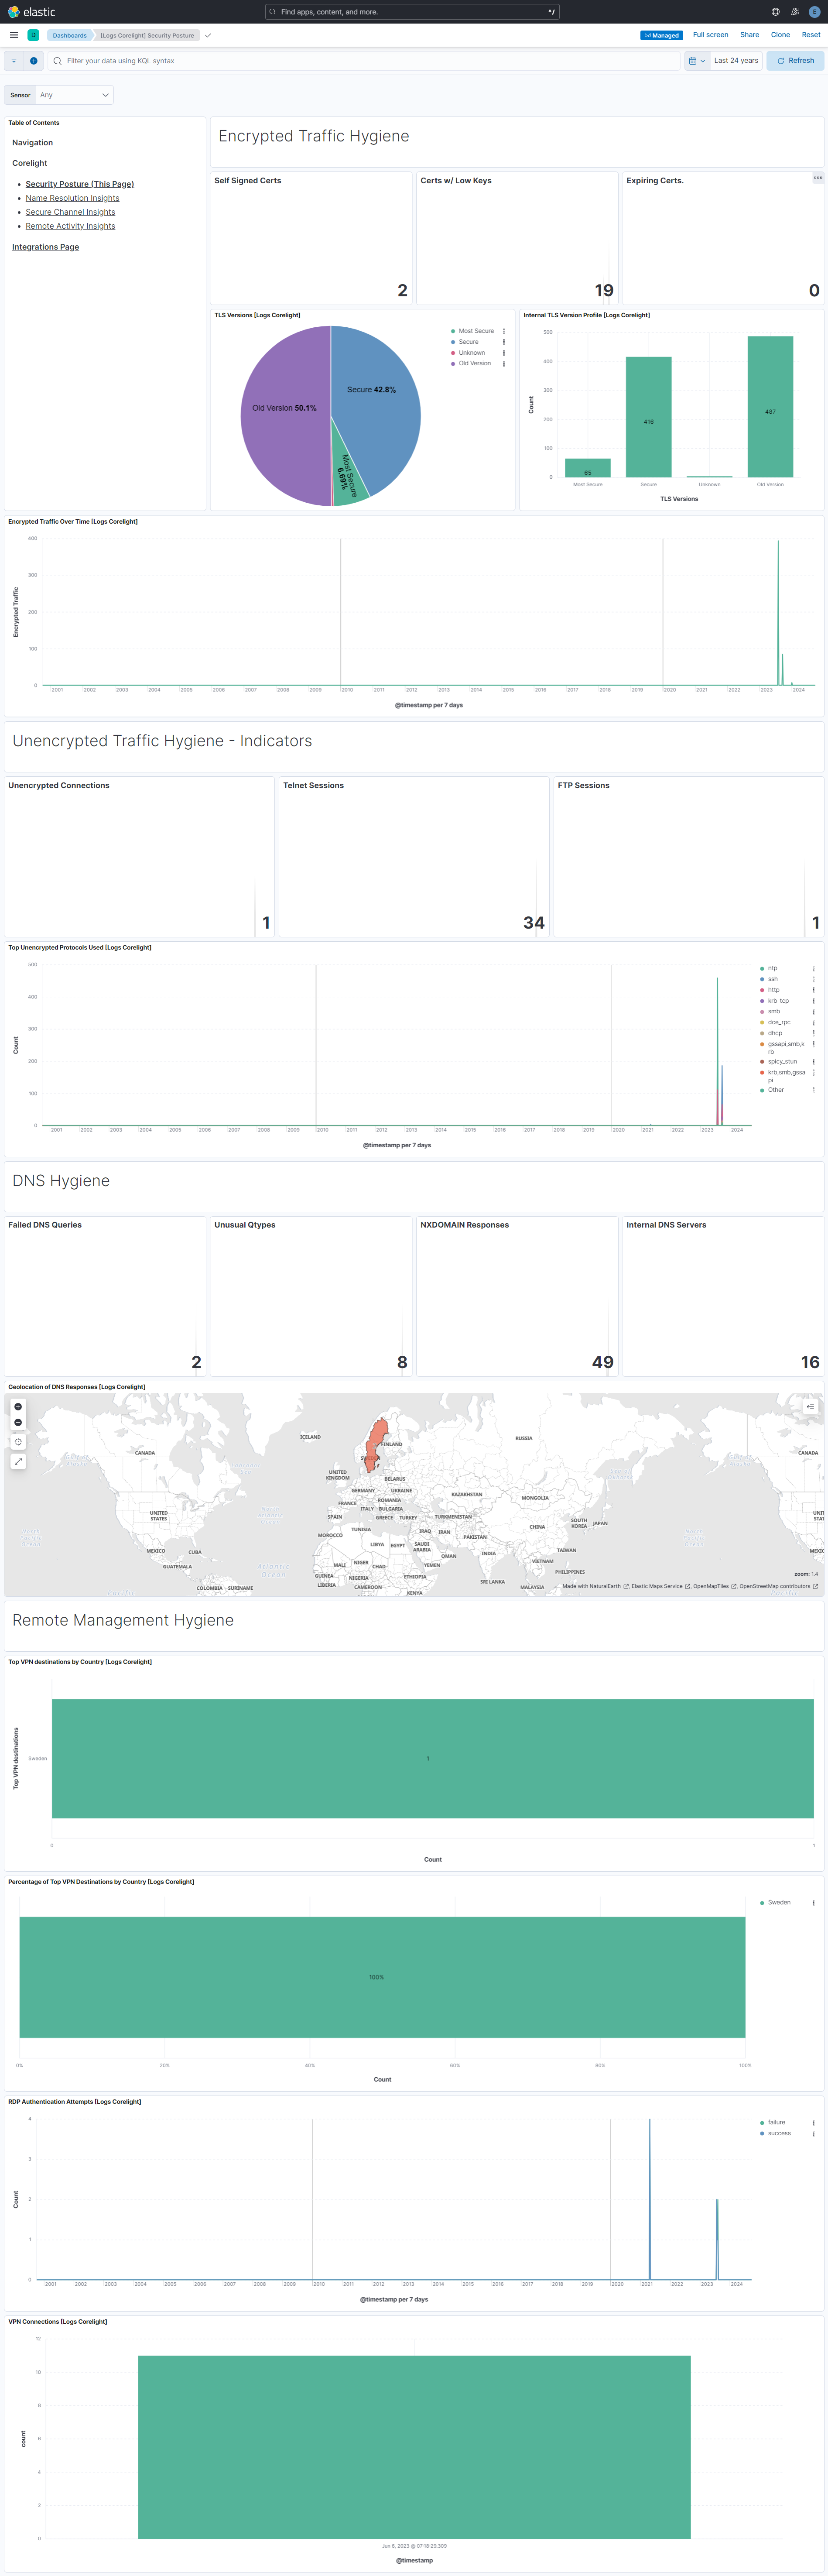 elastic
Find apps, content, and more.
^/
E
D
Dashboards
[Logs Corelight] Security Posture
Managed
Full screen
Share
Clone
Reset
Filter your data using KQL syntax
Last 24 years
Refresh
Sensor
Any
Table of Contents
Navigation
Corelight
Security Posture (This Page)
Name Resolution Insights
Secure Channel Insights
Remote Activity Insights
Integrations Page
Encrypted Traffic Hygiene
Self Signed Certs
2
Certs w/ Low Keys
19
Expiring Certs.
0
TLS Versions [Logs Corelight]
Old Version 50.1%
Secure 42.8%
Most Secure
6.69%
Most Secure
Secure
Unknown
Old Version
Internal TLS Version Profile [Logs Corelight]
Count
500
400
300
200
100
0
65
416
487
Most Secure
Secure
Unknown
Old Version
TLS Versions
Encrypted Traffic Over Time [Logs Corelight]
Encrypted Traffic
400
300
200
100
0
2001 2002 2003 2004 2005 2006 2007 2008 2009 2010 2011 2012 2013 2014 2015 2016 2017 2018 2019 2020 2021 2022 2023 2024
@timestamp per 7 days
Unencrypted Traffic Hygiene - Indicators
Unencrypted Connections
1
Telnet Sessions
34
FTP Sessions
1
Top Unencrypted Protocols Used [Logs Corelight]
Count
500
400
300
200
100
0
2001 2002 2003 2004 2005 2006 2007 2008 2009 2010 2011 2012 2013 2014 2015 2016 2017 2018 2019 2020 2021 2022 2023 2024
@timestamp per 7 days
ntp
ssh
http
krb_tcp
smb
dce_rpc
dhcp
gssapi,smb,k
rb
spicy_stun
krb,smb,gssa
pi
Other
DNS Hygiene
Failed DNS Queries
2
Unusual Qtypes
8
NXDOMAIN Responses
49
Internal DNS Servers
16
Geolocation of DNS Responses [Logs Corelight]
ICELAND
RUSSIA
FINLAND
CANADA
CANADA
UNITED
KINGDOM
BELARUS
GERMANY
UKRAINE
KAZAKHSTAN
MONGOLIA
FRANCE
ROMANIA
ITALY
BULGARIA
UNITED
STATES
SPAIN
GREECE
TURKEY
TURKMENISTAN
SOUTH
KOREA
JAPAN
CHINA
MOROCCO
TUNISIA
IRAQ
IRAN
PAKISTAN
LIBYA
EGYPT
SAUDI
ARABIA
MEXICO
CUBA
OMAN
INDIA
TAIWAN
GUATEMALA
MALI
NIGER
CHAD
YEMEN
VIETNAM
GUINEA
NIGERIA
ETHIOPIA
PHILIPPINES
LIBERIA
CAMEROON
SRI LANKA
MALAYSIA
COLOMBIA
SURINAME
KENYA
Atlantic
Ocean
Pacific
zoom: 1.4
Made with NaturalEarth , Elastic Maps Service , OpenMapTiles , OpenStreetMap contributors
Remote Management Hygiene
Top VPN destinations by Country [Logs Corelight]
Top VPN destinations
Sweden
1
0
1
Count
Percentage of Top VPN Destinations by Country [Logs Corelight]
Sweden
100%
0% 20% 40% 60% 80% 100%
Count
RDP Authentication Attempts [Logs Corelight]
Count
4
3
2
1
0
2001 2002 2003 2004 2005 2006 2007 2008 2009 2010 2011 2012 2013 2014 2015 2016 2017 2018 2019 2020 2021 2022 2023 2024
@timestamp per 7 days
failure
success
VPN Connections [Logs Corelight]
count
12
10
8
6
4
2
0
Jun 6, 2023 @ 07:18:29.309
@timestamp